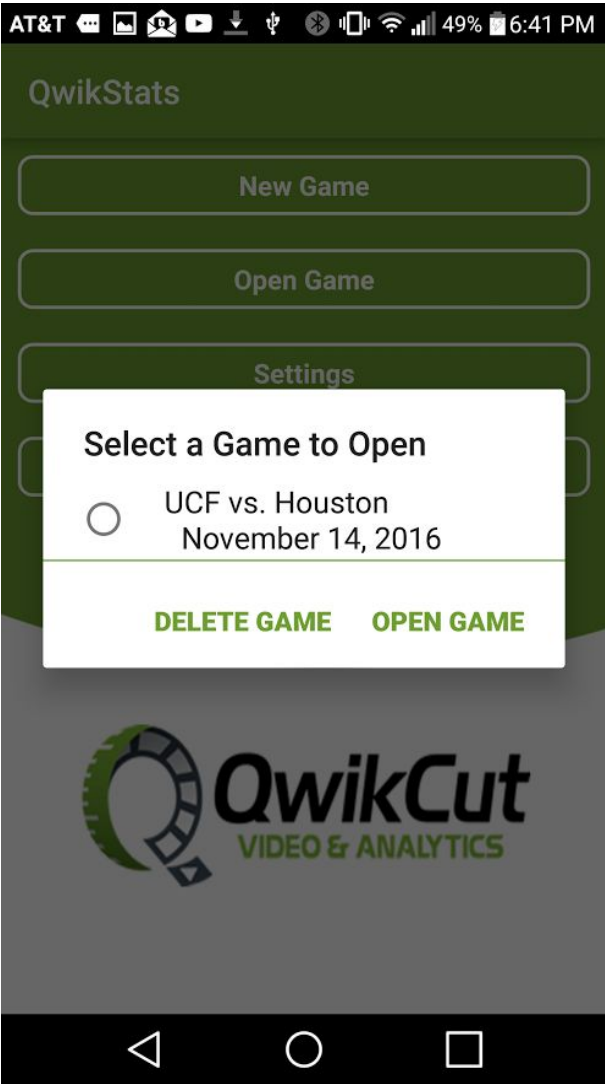 AT&T 49% 6:41 PM
QwikStats
New Game
Open Game
Settings
Select a Game to Open
UCF vs. Houston
November 14, 2016
DELETE GAME OPEN GAME
QwikCut
VIDEO & ANALYTICS